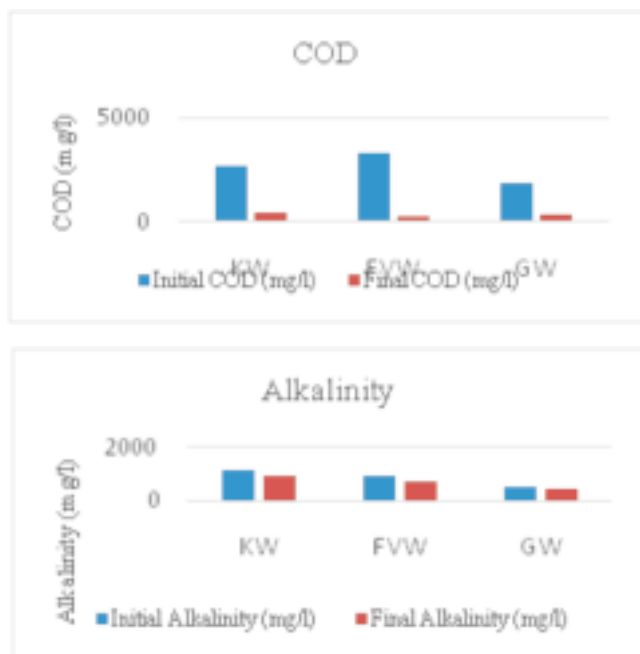 COD
COD (mg/l)
5000
0
KW FVW GW
Initial COD (mg/l) Final COD (mg/l)
Alkalinity
Alkalinity (mg/l)
2000
0
KW FVW GW
Initial Alkalinity (mg/l) Final Alkalinity (mg/l)